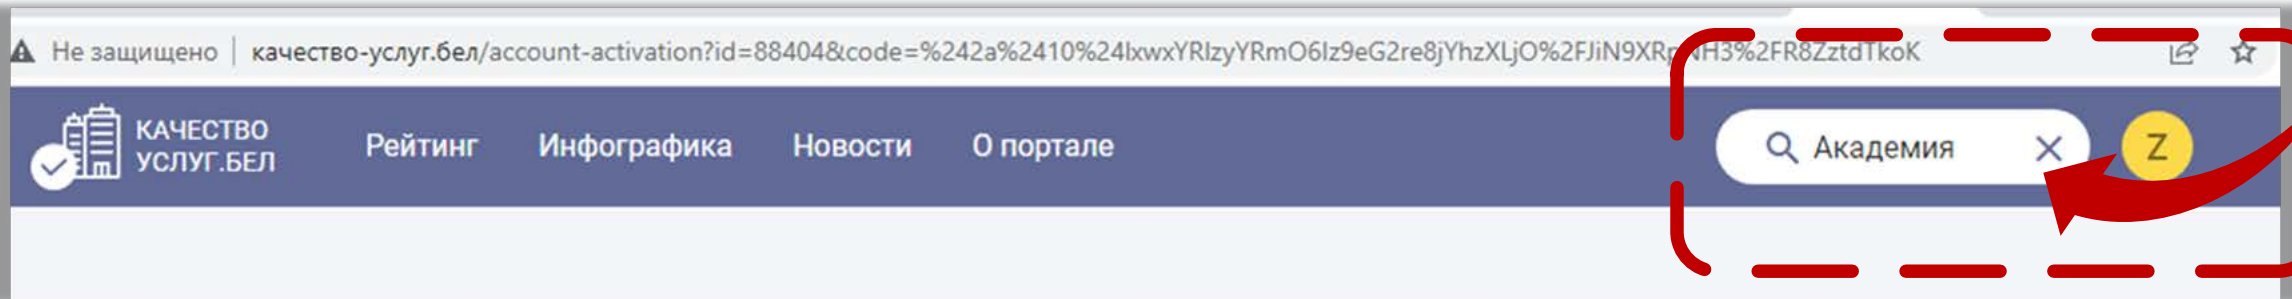 Не защищено | качество-услуг.бел/account-activation?id=88404&code=%242a%2410%24lxwxYRlzyYRmO6lz9eG2re8jYhzXLjO%2FJiN9XRp
КАЧЕСТВО
УСЛУГ.БЕЛ
Рейтинг Инфографика Новости О портале Академия Z